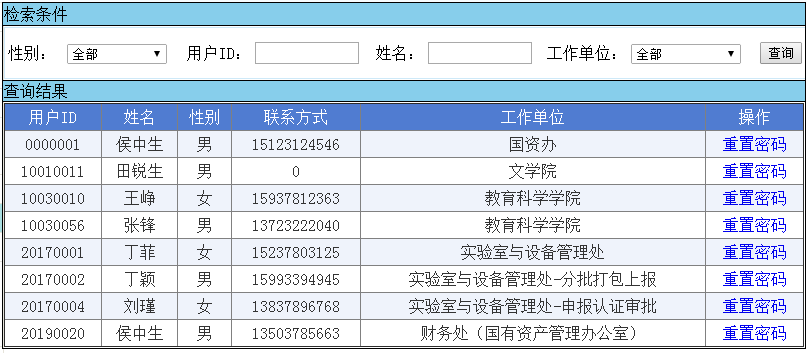 检索条件
性别： 全部 用户ID： 姓名： 工作单位： 全部 查询
查询结果
用户ID 姓名 性别 联系方式 工作单位 操作
0000001 侯中生 男 15123124546 国资办 重置密码
10010011 田锐生 男 0 文学院 重置密码
10030010 王峥 女 15937812363 教育科学学院 重置密码
10030056 张锋 男 13723222040 教育科学学院 重置密码
20170001 丁菲 女 15237803125 实验室与设备管理处 重置密码
20170002 丁颖 男 15993394945 实验室与设备管理处-分批打包上报 重置密码
20170004 刘瑾 女 13837896768 实验室与设备管理处-申报认证审批 重置密码
20190020 侯中生 男 13503785663 财务处（国有资产管理办公室） 重置密码